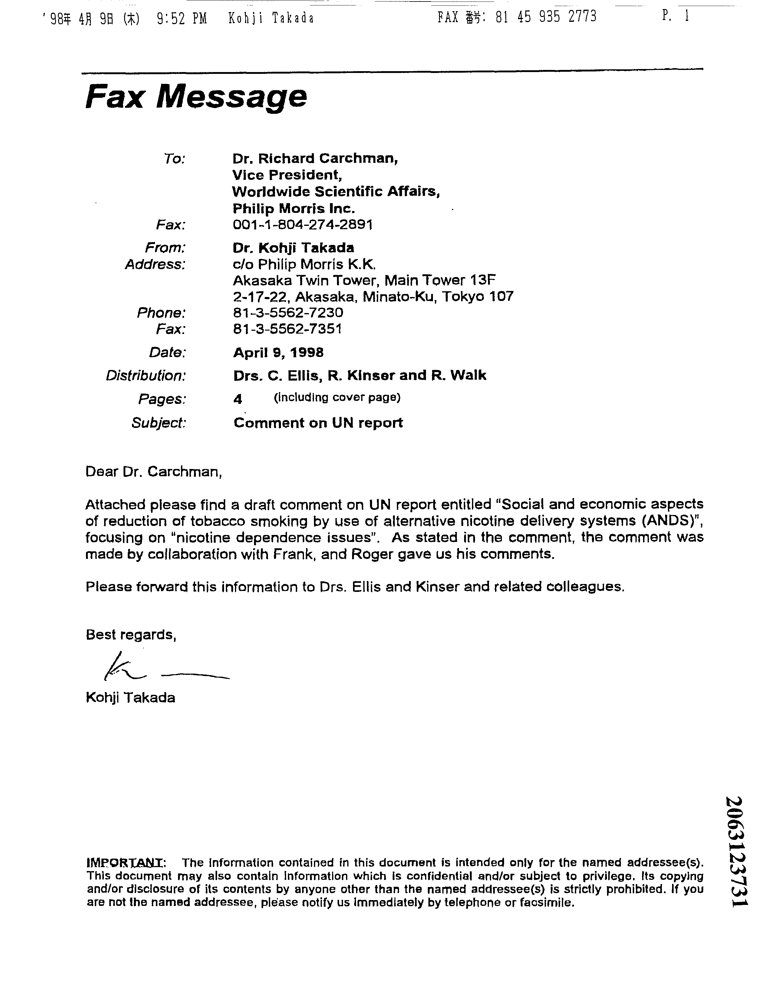 '98年 4月 9日 (木) 9:52 PM Kohji Takada FAX 番号: 81 45 935 2773 P. 1
Fax Message
To: Dr. Richard Carchman,
Vice President,
Worldwide Scientific Affairs,
Philip Morris Inc.
Fax: 001-1-804-274-2891
From: Dr. Kohji Takada
Address: c/o Philip Morris K.K.
Akasaka Twin Tower, Main Tower 13F
2-17-22, Akasaka, Minato-Ku, Tokyo 107
Phone: 81-3-5562-7230
Fax: 81-3-5562-7351
Date: April 9, 1998
Distribution: Drs. C. Ellis, R. Kinser and R. Walk
Pages: 4 (including cover page)
Subject: Comment on UN report
Dear Dr. Carchman,
Attached please find a draft comment on UN report entitled "Social and economic aspects
of reduction of tobacco smoking by use of alternative nicotine delivery systems (ANDS)",
focusing on "nicotine dependence issues". As stated in the comment, the comment was
made by collaboration with Frank, and Roger gave us his comments.
Please forward this information to Drs. Ellis and Kinser and related colleagues.
Best regards,
Kohji Takada
IMPORTANT: The information contained in this document is intended only for the named addressee(s).
This document may also contain information which is confidential and/or subject to privilege. Its copying
and/or disclosure of its contents by anyone other than the named addressee(s) is strictly prohibited. If you
are not the named addressee, please notify us immediately by telephone or facsimile.
2063123731